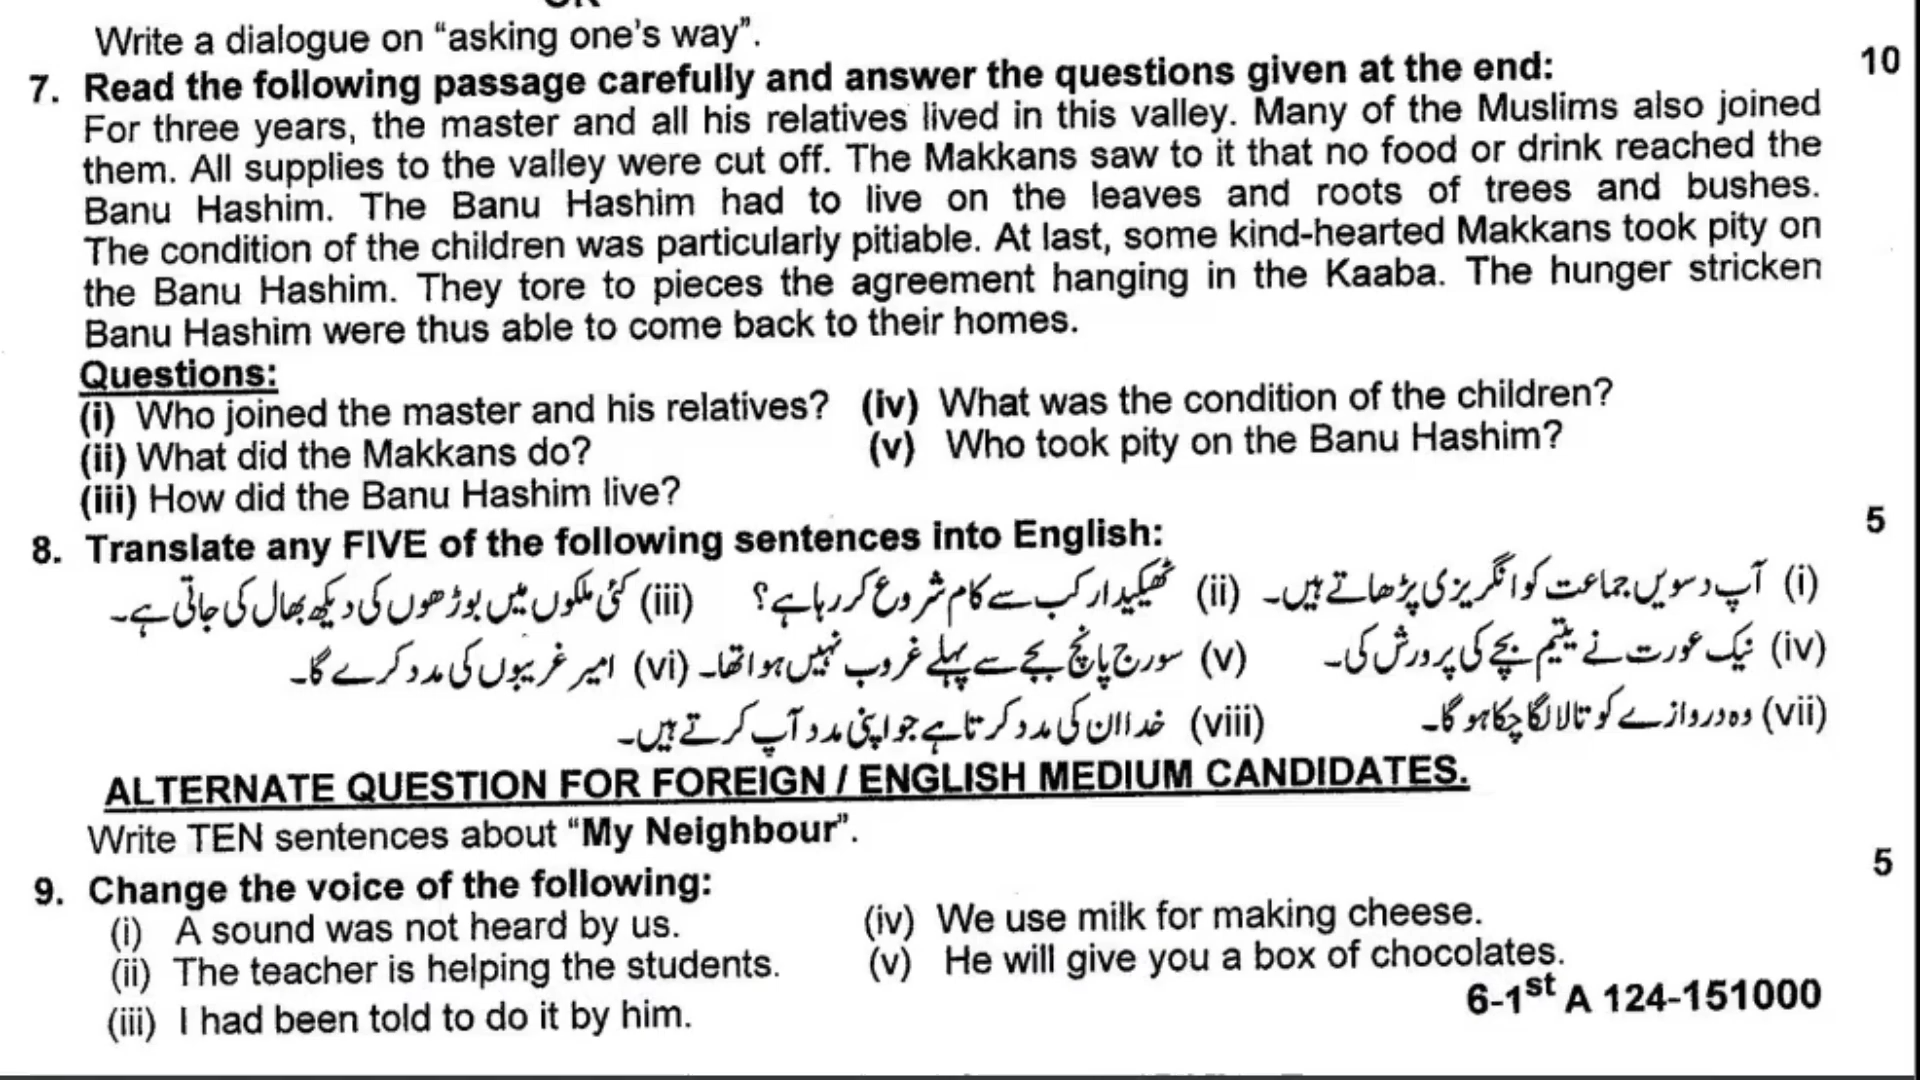 Write a dialogue on “asking one's way”.
7. Read the following passage carefully and answer the questions given at the end: 10
For three years, the master and all his relatives lived in this valley. Many of the Muslims also joined
them. All supplies to the valley were cut off. The Makkans saw to it that no food or drink reached the
Banu Hashim. The Banu Hashim had to live on the leaves and roots of trees and bushes.
The condition of the children was particularly pitiable. At last, some kind-hearted Makkans took pity on
the Banu Hashim. They tore to pieces the agreement hanging in the Kaaba. The hunger stricken
Banu Hashim were thus able to come back to their homes.
Questions:
(i) Who joined the master and his relatives? (iv) What was the condition of the children?
(ii) What did the Makkans do? (v) Who took pity on the Banu Hashim?
(iii) How did the Banu Hashim live?
8. Translate any FIVE of the following sentences into English: 5
(i) آپ دسویں جماعت کو انگریزی پڑھاتے ہیں۔ (ii) ٹھیکیدار کب سے کام شروع کر رہا ہے؟ (iii) کئی ملکوں میں بوڑھوں کی دیکھ بھال کی جاتی ہے۔
(iv) نیک عورت نے یتیم بچے کی پرورش کی۔ (v) سورج پانچ بجے سے پہلے غروب نہیں ہوا تھا۔ (vi) امیر غریبوں کی مدد کرے گا۔
(vii) وہ دروازے کو تالا لگا چکا ہو گا۔ (viii) خدا ان کی مدد کرتا ہے جو اپنی مدد آپ کرتے ہیں۔
ALTERNATE QUESTION FOR FOREIGN / ENGLISH MEDIUM CANDIDATES.
Write TEN sentences about “My Neighbour”.
9. Change the voice of the following: 5
(i) A sound was not heard by us. (iv) We use milk for making cheese.
(ii) The teacher is helping the students. (v) He will give you a box of chocolates.
(iii) I had been told to do it by him. 6-1st A 124-151000